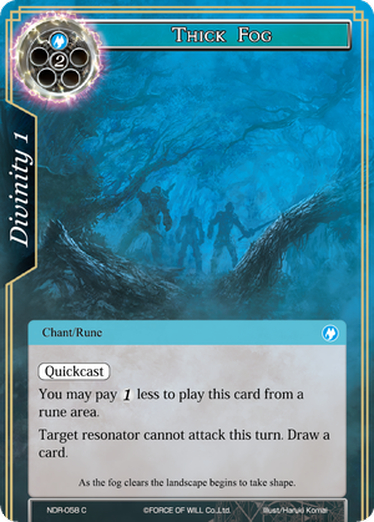 Thick Fog
2
Divinity 1
Chant/Rune
Quickcast
You may pay 1 less to play this card from a
rune area.
Target resonator cannot attack this turn. Draw a
card.
As the fog clears the landscape begins to take shape.
NDR-058 C ©FORCE OF WILL Co.,Ltd. Illust/Haruki Komai